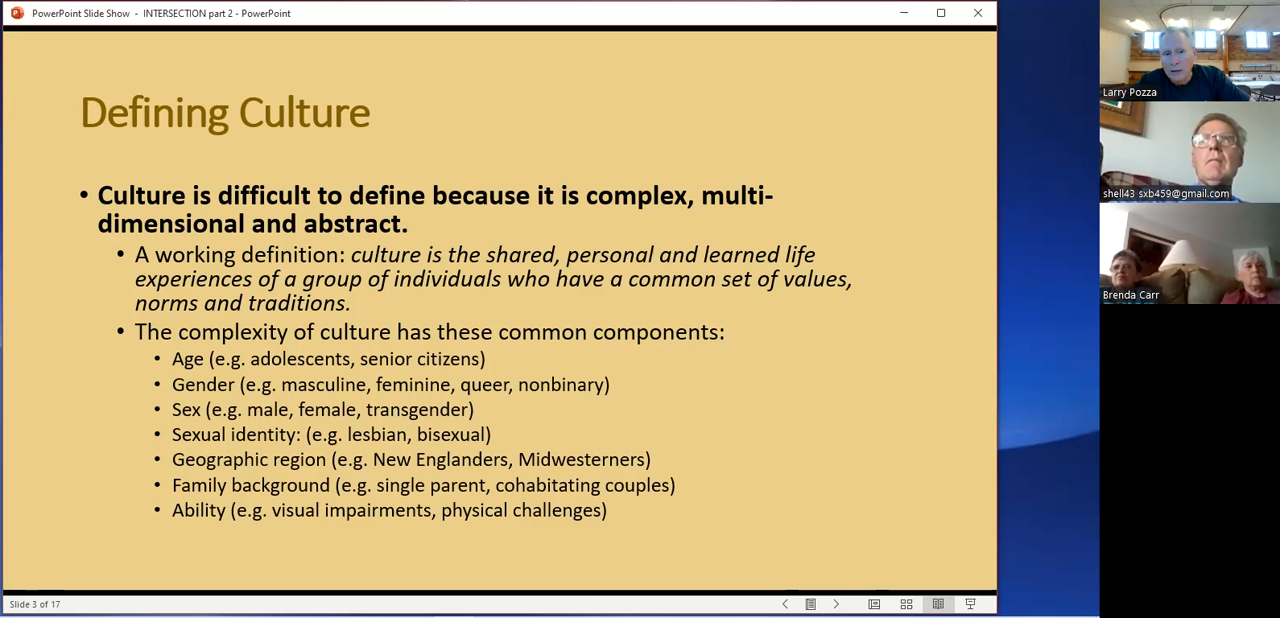 PowerPoint Slide Show - INTERSECTION part 2 - PowerPoint
Defining Culture
• Culture is difficult to define because it is complex, multi-
dimensional and abstract.
• A working definition: culture is the shared, personal and learned life
experiences of a group of individuals who have a common set of values,
norms and traditions.
• The complexity of culture has these common components:
• Age (e.g. adolescents, senior citizens)
• Gender (e.g. masculine, feminine, queer, nonbinary)
• Sex (e.g. male, female, transgender)
• Sexual identity: (e.g. lesbian, bisexual)
• Geographic region (e.g. New Englanders, Midwesterners)
• Family background (e.g. single parent, cohabitating couples)
• Ability (e.g. visual impairments, physical challenges)
Slide 3 of 17
Larry Pozza
shell43 sxb459@gmail.com
Brenda Carr